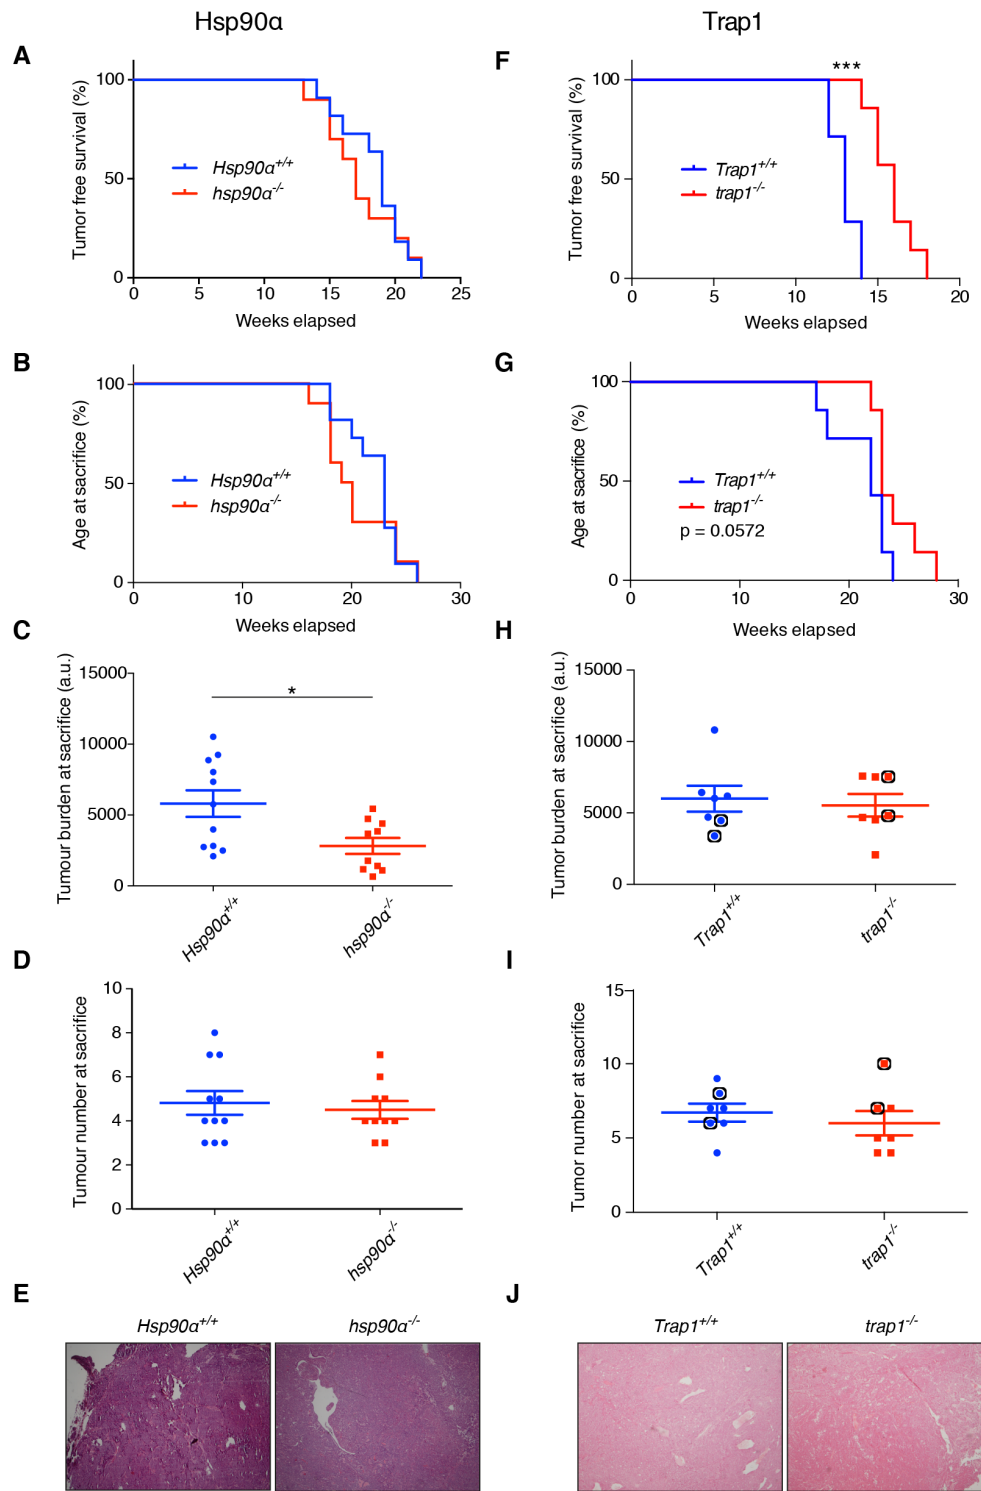 Hsp90α
Trap1
A
Tumor free survival (%)
100
50
0
Hsp90α+/+
hsp90α-/-
0 5 10 15 20 25
Weeks elapsed
F
Tumor free survival (%)
100
50
0
***
Trap1+/+
trap1-/-
0 5 10 15 20
Weeks elapsed
B
Age at sacrifice (%)
100
50
0
Hsp90α+/+
hsp90α-/-
0 10 20 30
Weeks elapsed
G
Age at sacrifice (%)
100
50
0
Trap1+/+
trap1-/-
p = 0.0572
0 10 20 30
Weeks elapsed
C
Tumour burden at sacrifice (a.u.)
15000
10000
5000
0
*
Hsp90α+/+
hsp90α-/-
H
Tumor burden at sacrifice (a.u.)
15000
10000
5000
0
Trap1+/+
trap1-/-
D
Tumour number at sacrifice
10
8
6
4
2
0
Hsp90α+/+
hsp90α-/-
I
Tumor number at sacrifice
15
10
5
0
Trap1+/+
trap1-/-
E
Hsp90α+/+
hsp90α-/-
J
Trap1+/+
trap1-/-